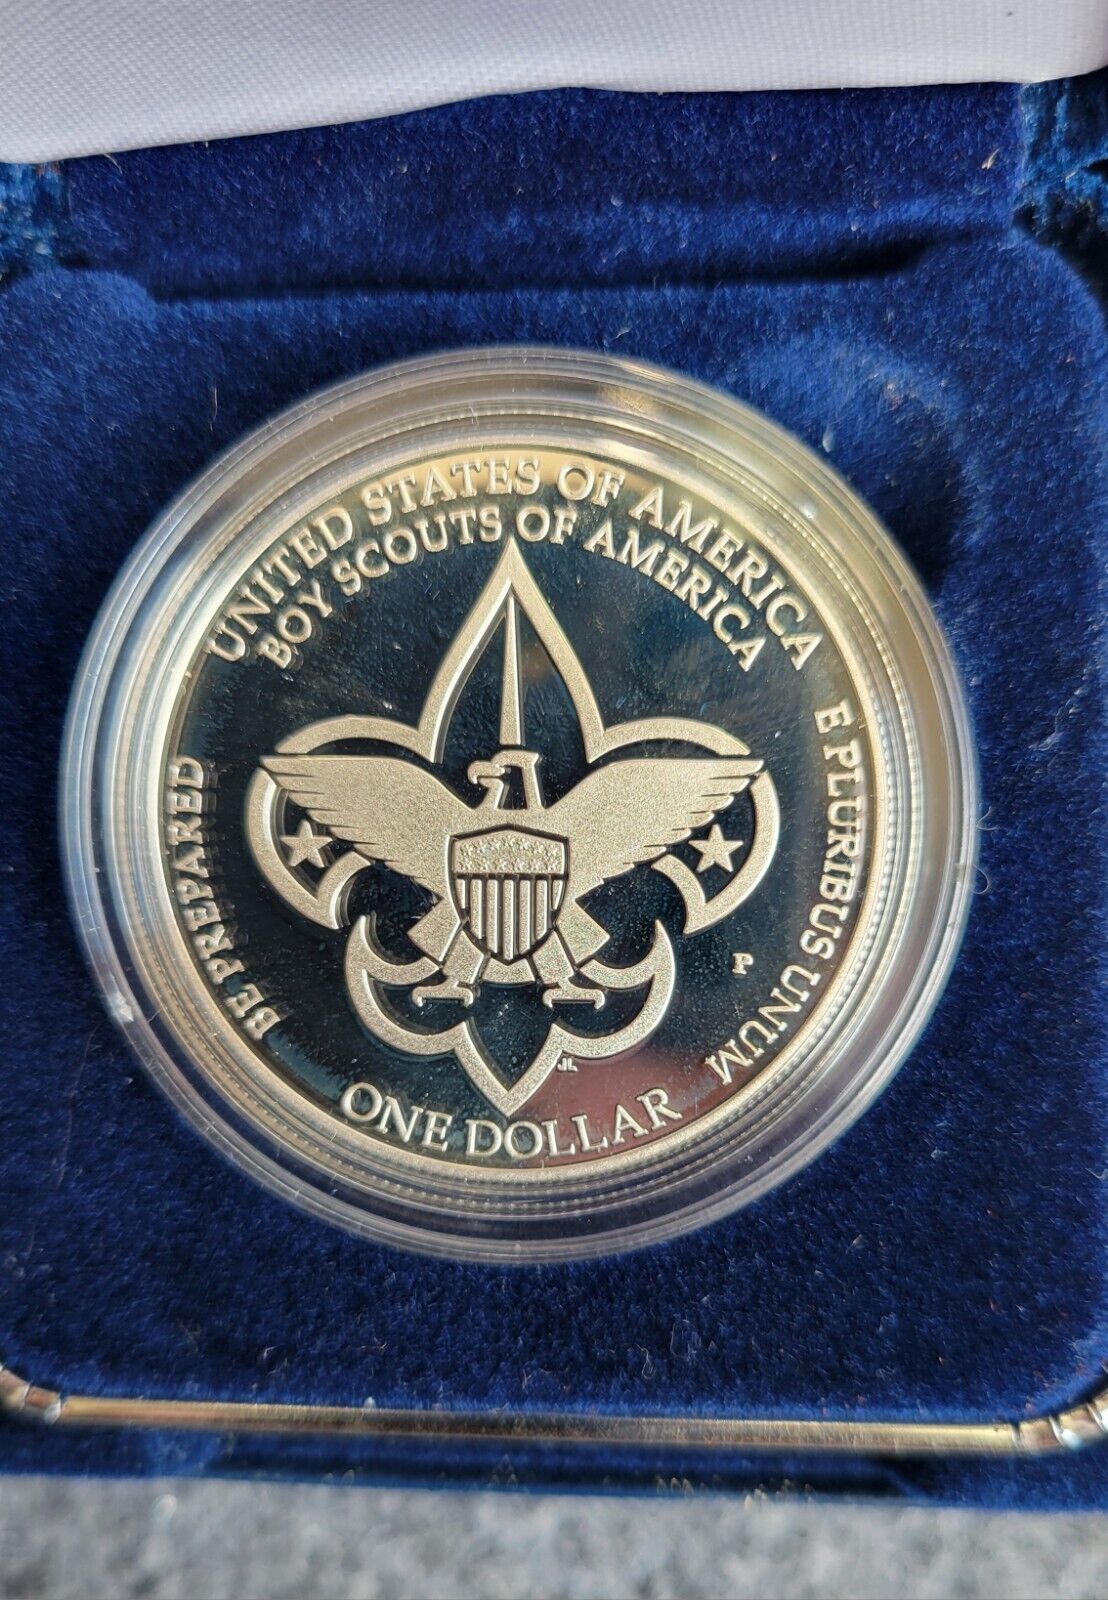 UNITED STATES OF AMERICA
BOY SCOUTS OF AMERICA
BE PREPARED
E PLURIBUS UNUM
P
JL
ONE DOLLAR